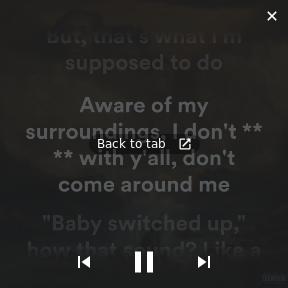 But, that's what I'm
supposed to do
Aware of my
surroundings, I don't **
** with y'all, don't
come around me
Back to tab
"Baby switched up,"
how that sound? Like a